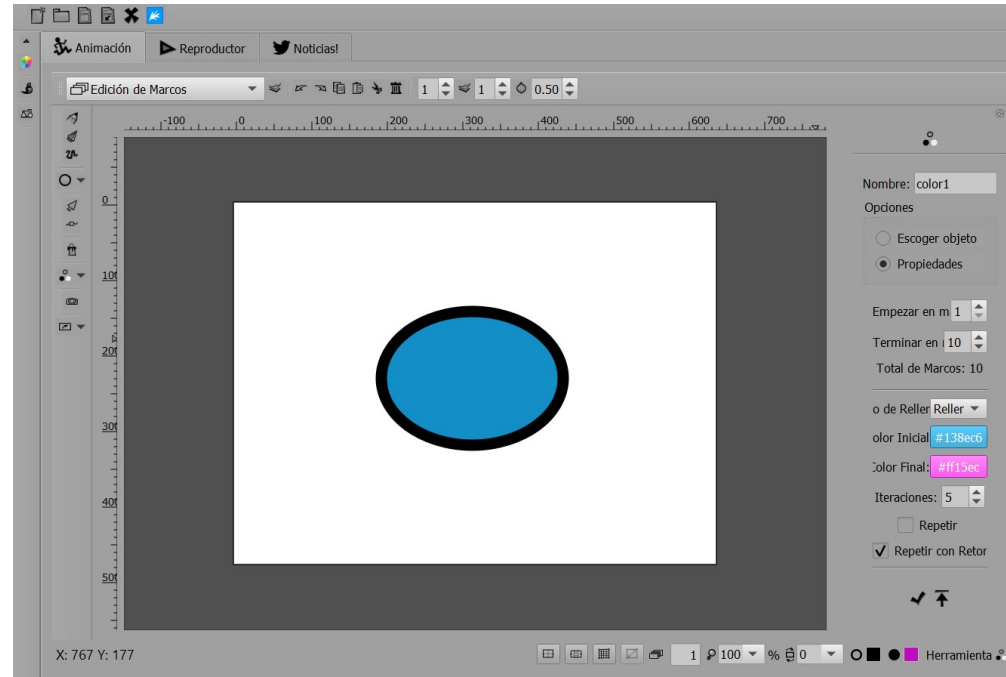 Animación Reproductor Noticias!
Edición de Marcos 1 1 0.50
-100 0 100 200 300 400 500 600 700
0
100
200
300
400
500
Nombre: color1
Opciones
Escoger objeto
Propiedades
Empezar en m 1
Terminar en 10
Total de Marcos: 10
o de Reller Reller
olor Inicial #138ec6
Color Final: #ff15ec
Iteraciones: 5
Repetir
Repetir con Retor
X: 767 Y: 177 1 100 % 0 Herramienta